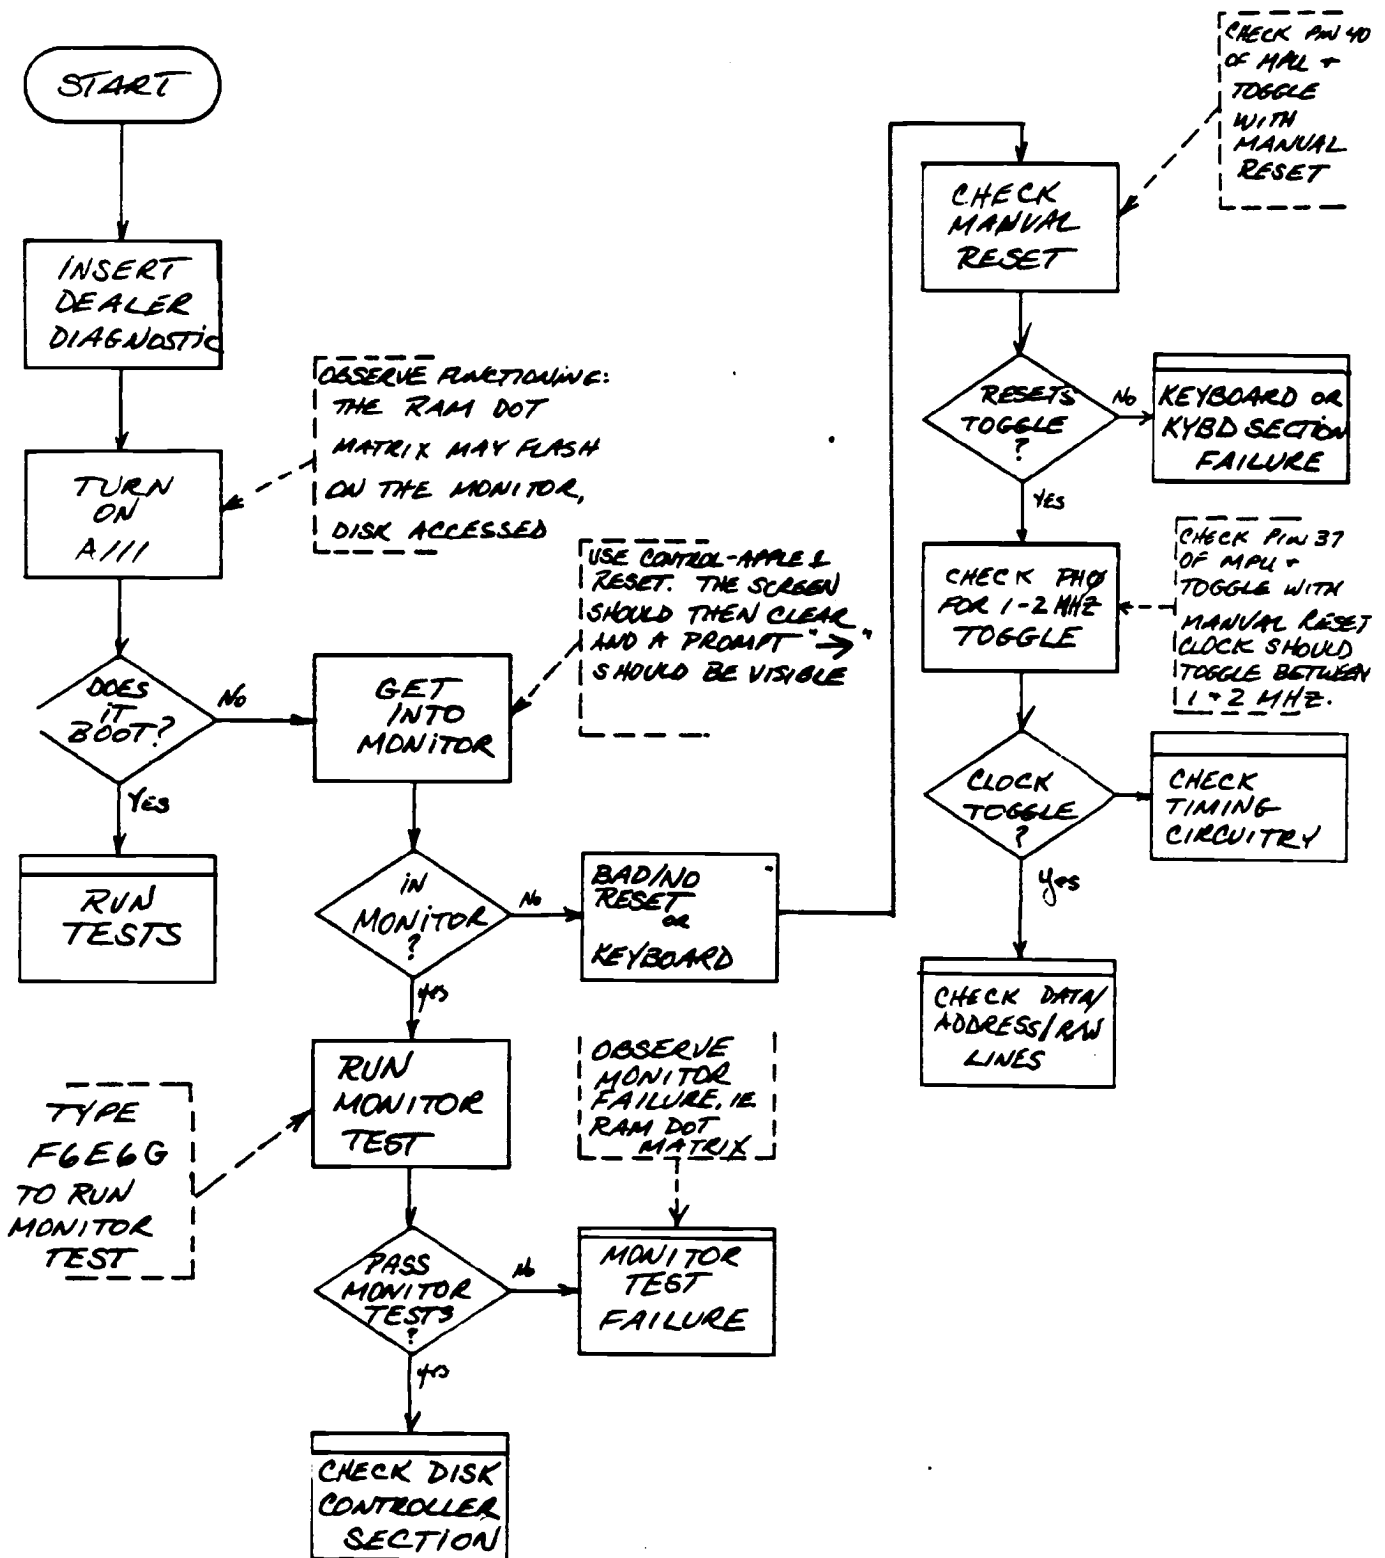 START
INSERT
DEALER
DIAGNOSTIC
TURN
ON
A///
OBSERVE FUNCTIONING:
THE RAM DOT
MATRIX MAY FLASH
ON THE MONITOR,
DISK ACCESSED
DOES
IT
BOOT?
No
YES
RUN
TESTS
USE CONTROL-APPLE 1
RESET. THE SCREEN
SHOULD THEN CLEAR
AND A PROMPT "→"
SHOULD BE VISIBLE
GET
INTO
MONITOR
IN
MONITOR
?
No
yes
BAD/NO
RESET
OR
KEYBOARD
RUN
MONITOR
TEST
TYPE
F6E6G
TO RUN
MONITOR
TEST
OBSERVE
MONITOR
FAILURE, IE.
RAM DOT
MATRIX
PASS
MONITOR
TESTS
?
No
yes
MONITOR
TEST
FAILURE
CHECK DISK
CONTROLLER
SECTION
CHECK PIN 40
OF MPU +
TOGGLE
WITH
MANUAL
RESET
CHECK
MANUAL
RESET
RESETS
TOGGLE
?
No
YES
KEYBOARD OR
KYBD SECTION
FAILURE
CHECK PHØ
FOR 1-2 MHZ
TOGGLE
CHECK PIN 37
OF MPU +
TOGGLE WITH
MANUAL RESET
CLOCK SHOULD
TOGGLE BETWEEN
1 + 2 MHZ.
CLOCK
TOGGLE
?
yes
CHECK
TIMING
CIRCUITRY
CHECK DATA/
ADDRESS/RW
LINES